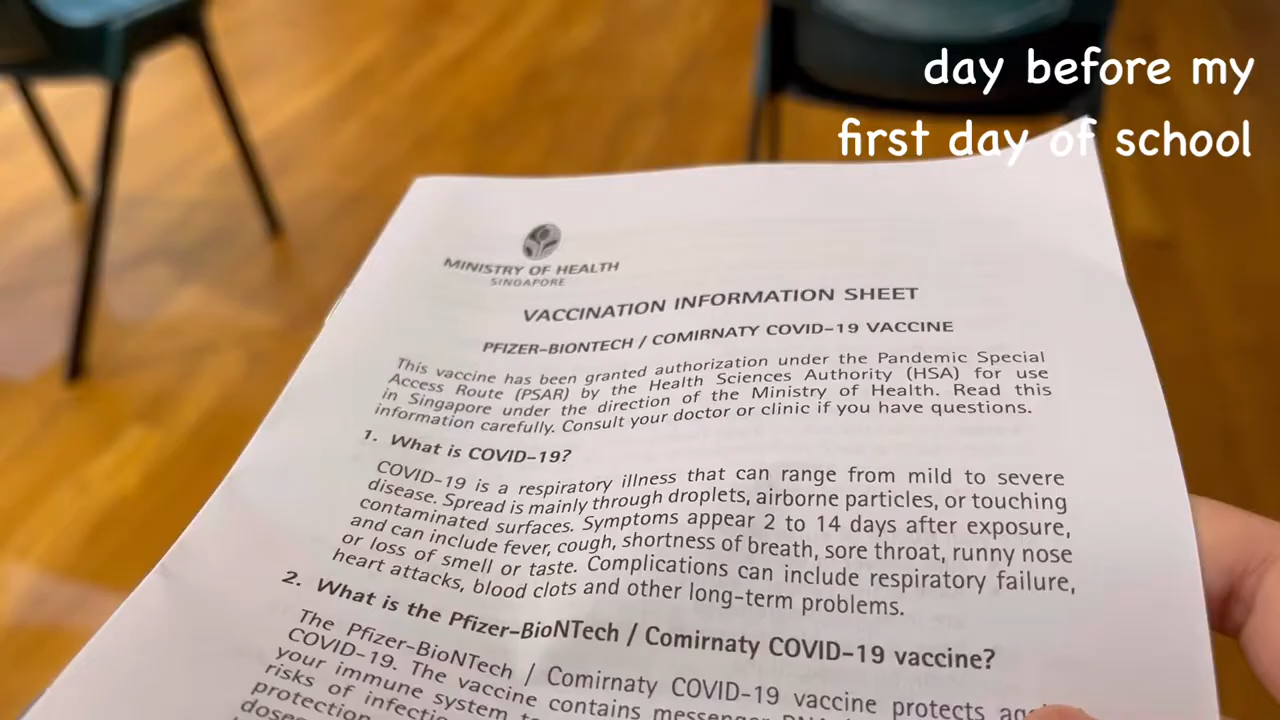 day before my
first day of school
MINISTRY OF HEALTH
SINGAPORE
VACCINATION INFORMATION SHEET
PFIZER-BIONTECH / COMIRNATY COVID-19 VACCINE
This vaccine has been granted authorization under the Pandemic Special
Access Route (PSAR) by the Health Sciences Authority (HSA) for use
in Singapore under the direction of the Ministry of Health. Read this
information carefully. Consult your doctor or clinic if you have questions.
1. What is COVID-19?
COVID-19 is a respiratory illness that can range from mild to severe
disease. Spread is mainly through droplets, airborne particles, or touching
contaminated surfaces. Symptoms appear 2 to 14 days after exposure,
and can include fever, cough, shortness of breath, sore throat, runny nose
or loss of smell or taste. Complications can include respiratory failure,
heart attacks, blood clots and other long-term problems.
2. What is the Pfizer-BioNTech / Comirnaty COVID-19 vaccine?
The Pfizer-BioNTech / Comirnaty COVID-19 vaccine protects
COVID-19. The vaccine contains messenger
your immune system
risks of
protection